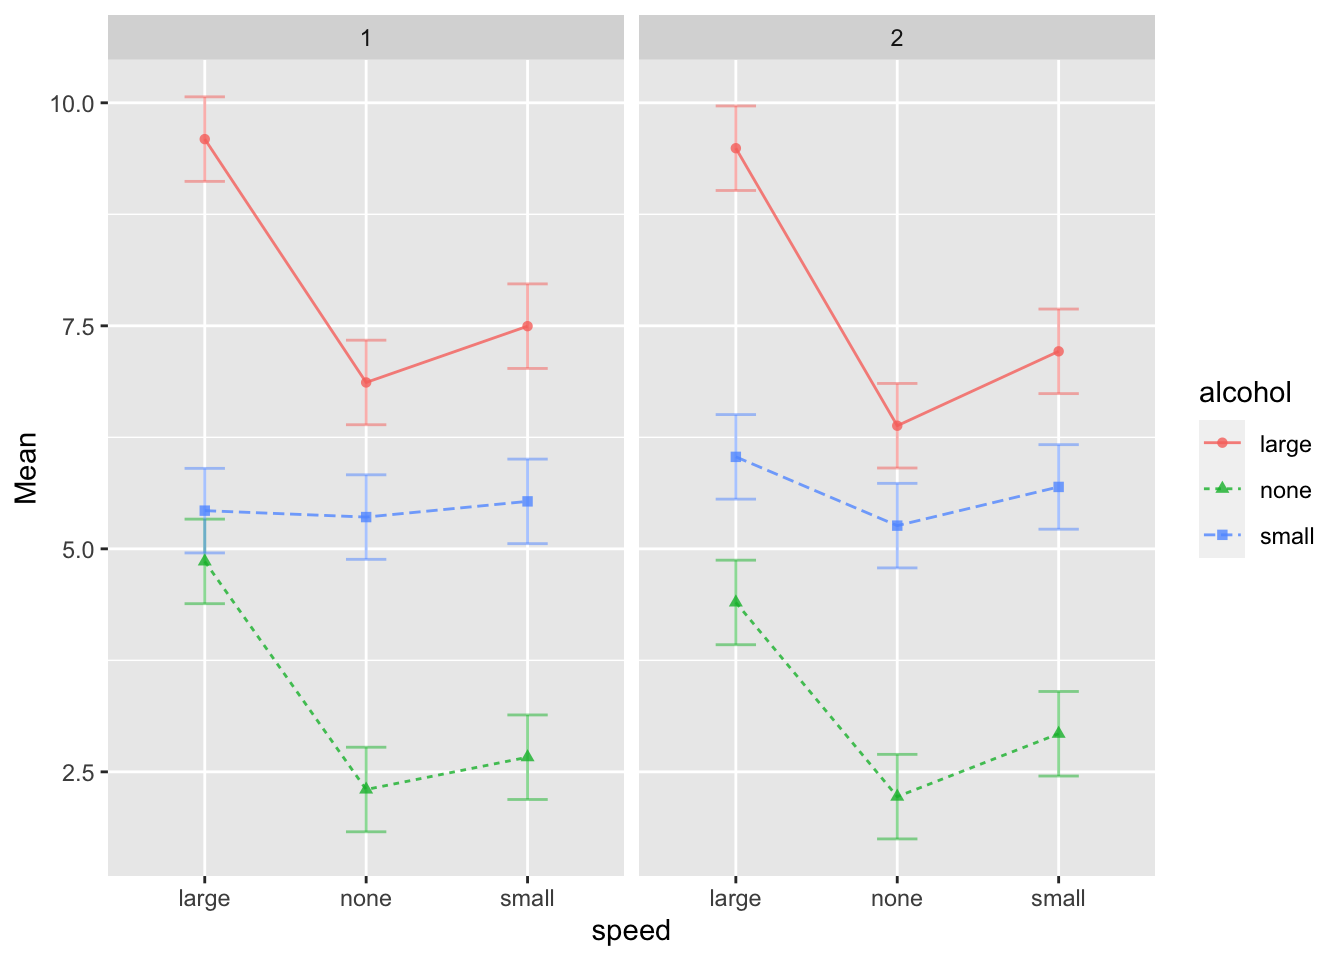 1
2
10.0
7.5
5.0
2.5
Mean
large
none
small
large
none
small
speed
alcohol
large
none
small